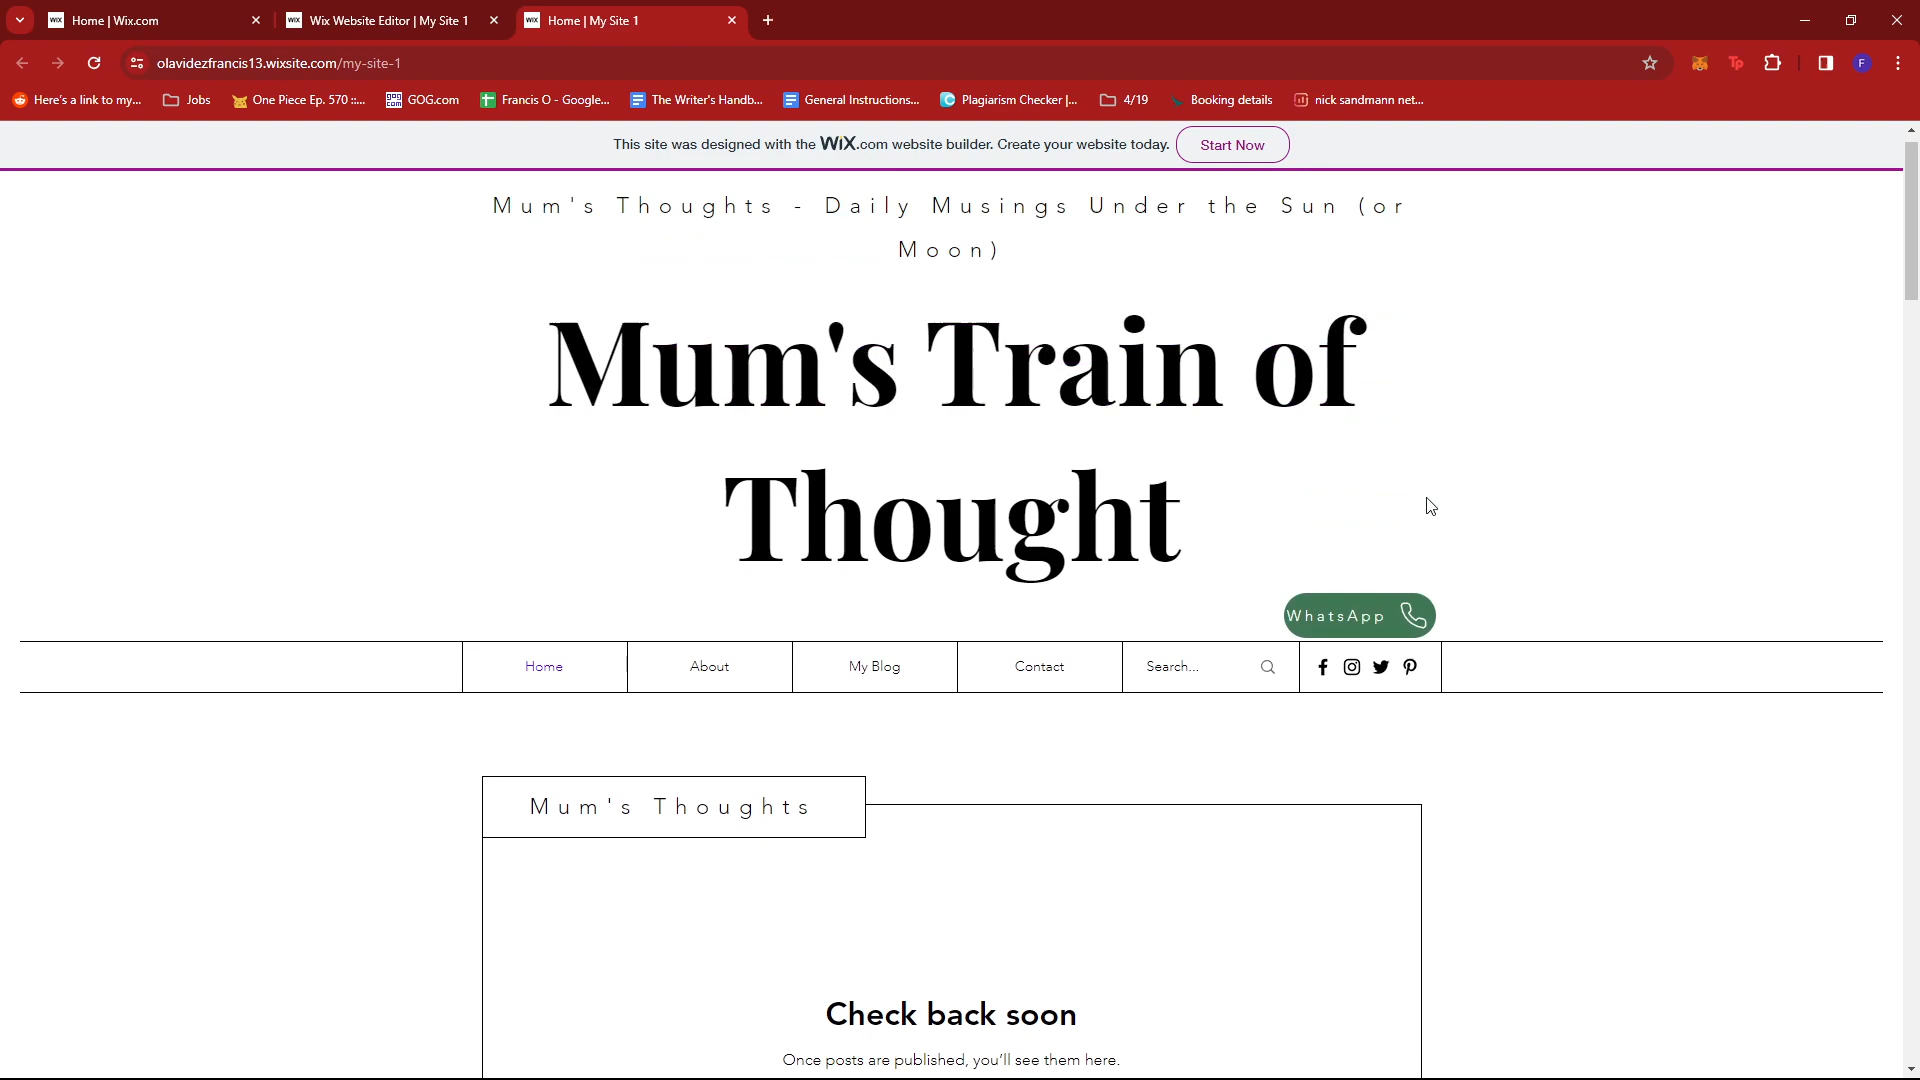 Home | Wix.com
Wix Website Editor | My Site 1
Home | My Site 1
olavidezfrancis13.wixsite.com/my-site-1
Here's a link to my...
Jobs
One Piece Ep. 570 ::...
GOG.com
Francis O - Google...
The Writer's Handb...
General Instructions...
Plagiarism Checker |...
4/19
Booking details
nick sandmann net...
This site was designed with the WiX.com website builder. Create your website today.
Start Now
Mum's Thoughts - Daily Musings Under the Sun (or
Moon)
Mum's Train of
Thought
WhatsApp
Home
About
My Blog
Contact
Search...
Mum's Thoughts
Check back soon
Once posts are published, you'll see them here.